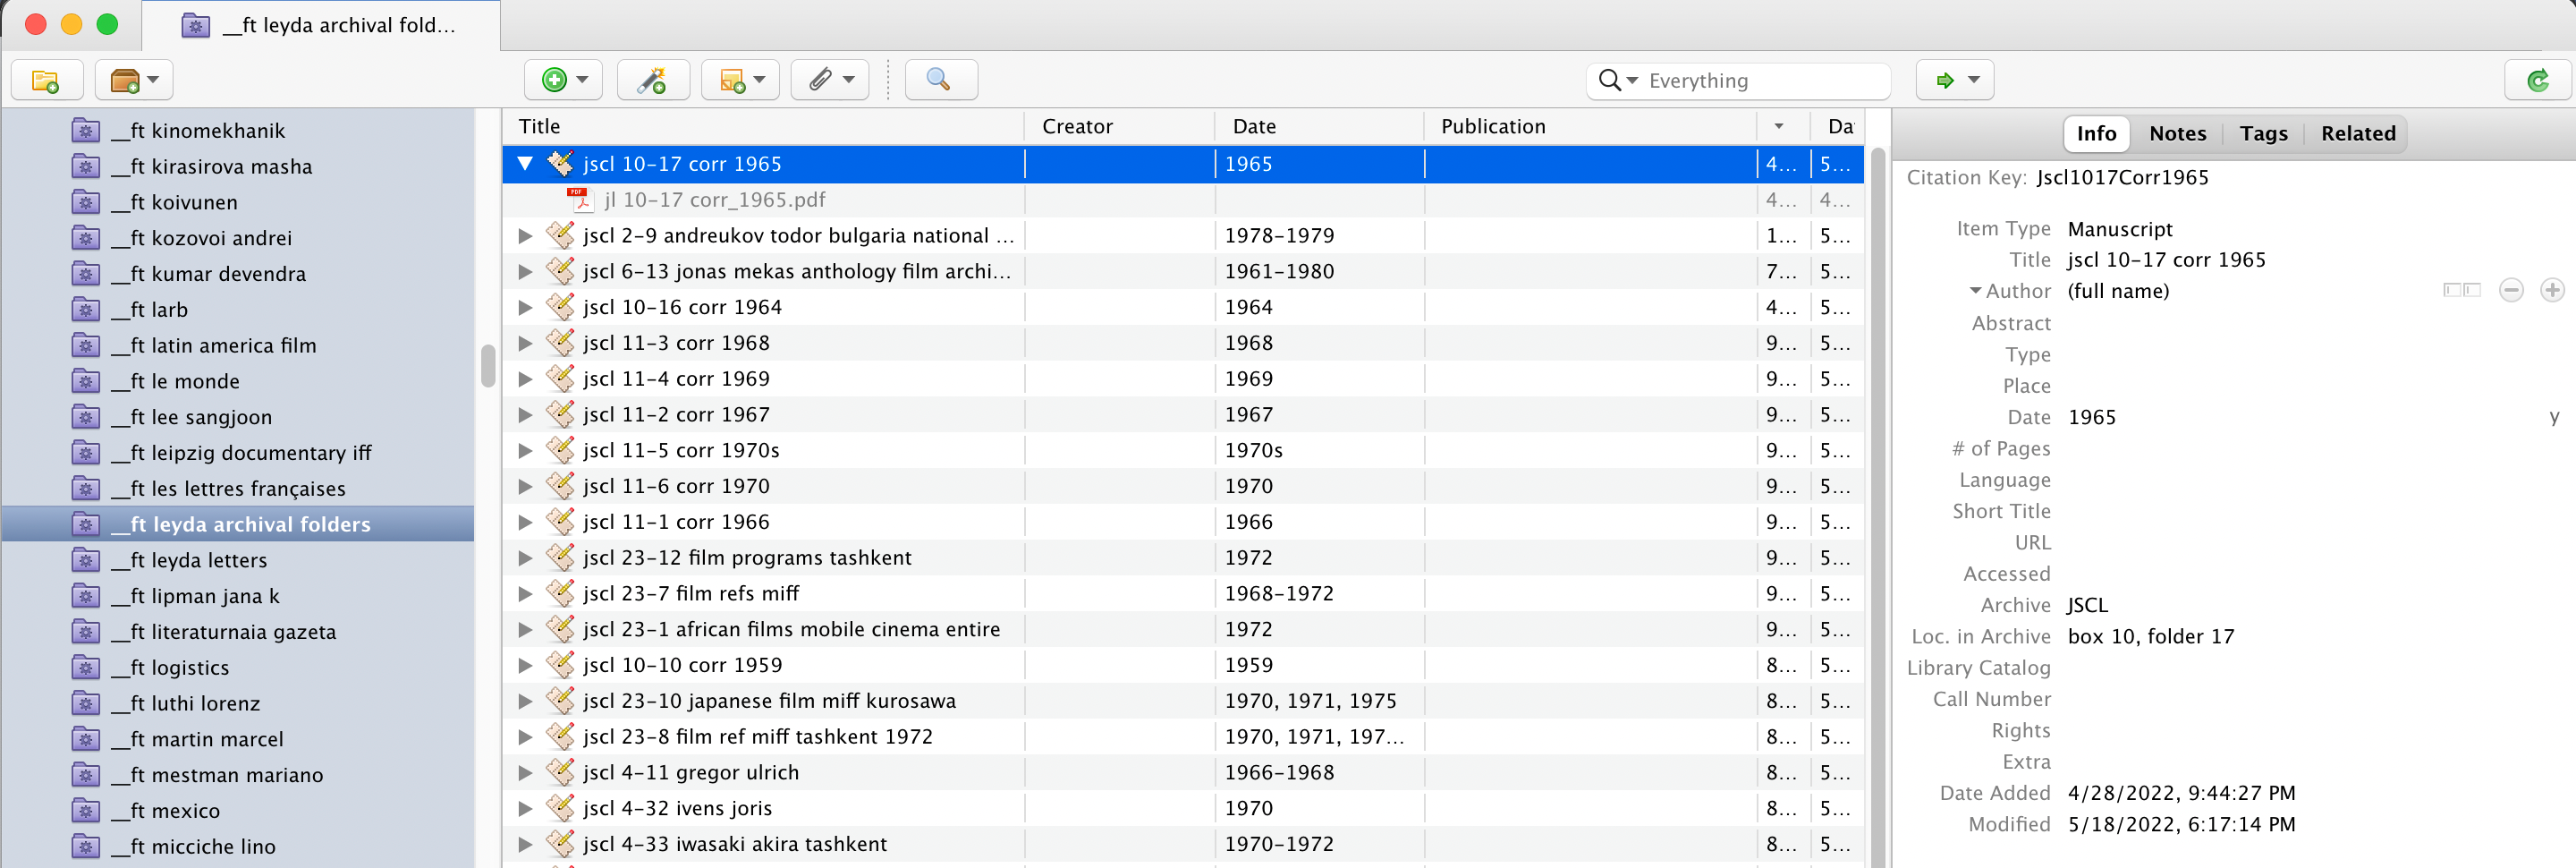 __ft leyda archival fold...
Everything
__ft kinomekhanik
__ft kirasirova masha
__ft koivunen
__ft kozovoi andrei
__ft kumar devendra
__ft larb
__ft latin america film
__ft le monde
__ft lee sangjoon
__ft leipzig documentary iff
__ft les lettres françaises
__ft leyda archival folders
__ft leyda letters
__ft lipman jana k
__ft literaturnaia gazeta
__ft logistics
__ft luthi lorenz
__ft martin marcel
__ft mestman mariano
__ft mexico
__ft micciche lino
Title Creator Date Publication Da
jscl 10-17 corr 1965 1965 4... 5...
PDF jl 10-17 corr_1965.pdf 4... 4...
jscl 2-9 andreukov todor bulgaria national ... 1978-1979 1... 5...
jscl 6-13 jonas mekas anthology film archi... 1961-1980 7... 5...
jscl 10-16 corr 1964 1964 4... 5...
jscl 11-3 corr 1968 1968 9... 5...
jscl 11-4 corr 1969 1969 9... 5...
jscl 11-2 corr 1967 1967 9... 5...
jscl 11-5 corr 1970s 1970s 9... 5...
jscl 11-6 corr 1970 1970 9... 5...
jscl 11-1 corr 1966 1966 9... 5...
jscl 23-12 film programs tashkent 1972 9... 5...
jscl 23-7 film refs miff 1968-1972 9... 5...
jscl 23-1 african films mobile cinema entire 1972 9... 5...
jscl 10-10 corr 1959 1959 8... 5...
jscl 23-10 japanese film miff kurosawa 1970, 1971, 1975 8... 5...
jscl 23-8 film ref miff tashkent 1972 1970, 1971, 197... 8... 5...
jscl 4-11 gregor ulrich 1966-1968 8... 5...
jscl 4-32 ivens joris 1970 8... 5...
jscl 4-33 iwasaki akira tashkent 1970-1972 8... 5...
Info Notes Tags Related
Citation Key: Jscl1017Corr1965
Item Type Manuscript
Title jscl 10-17 corr 1965
Author (full name)
Abstract
Type
Place
Date 1965 y
# of Pages
Language
Short Title
URL
Accessed
Archive JSCL
Loc. in Archive box 10, folder 17
Library Catalog
Call Number
Rights
Extra
Date Added 4/28/2022, 9:44:27 PM
Modified 5/18/2022, 6:17:14 PM